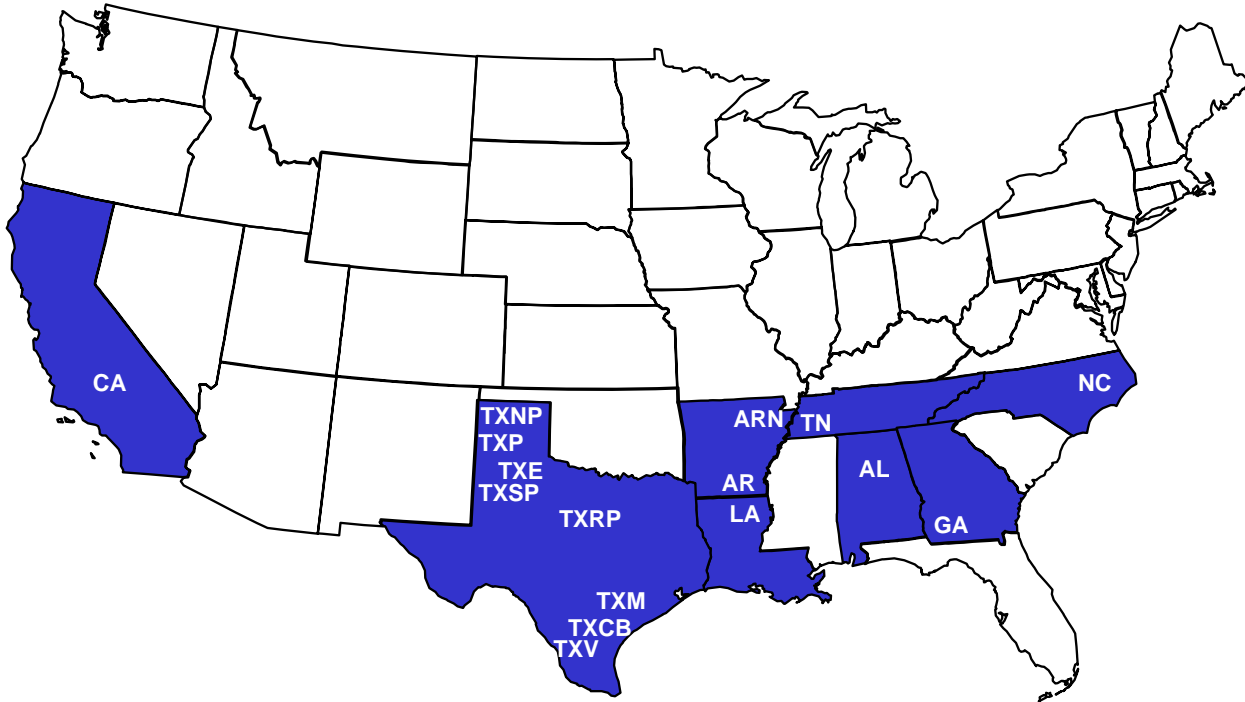 CA
NC
TXNP
ARN
TN
TXP
TXE
AL
TXSP
AR
LA
TXRP
GA
TXM
TXCB
TXV